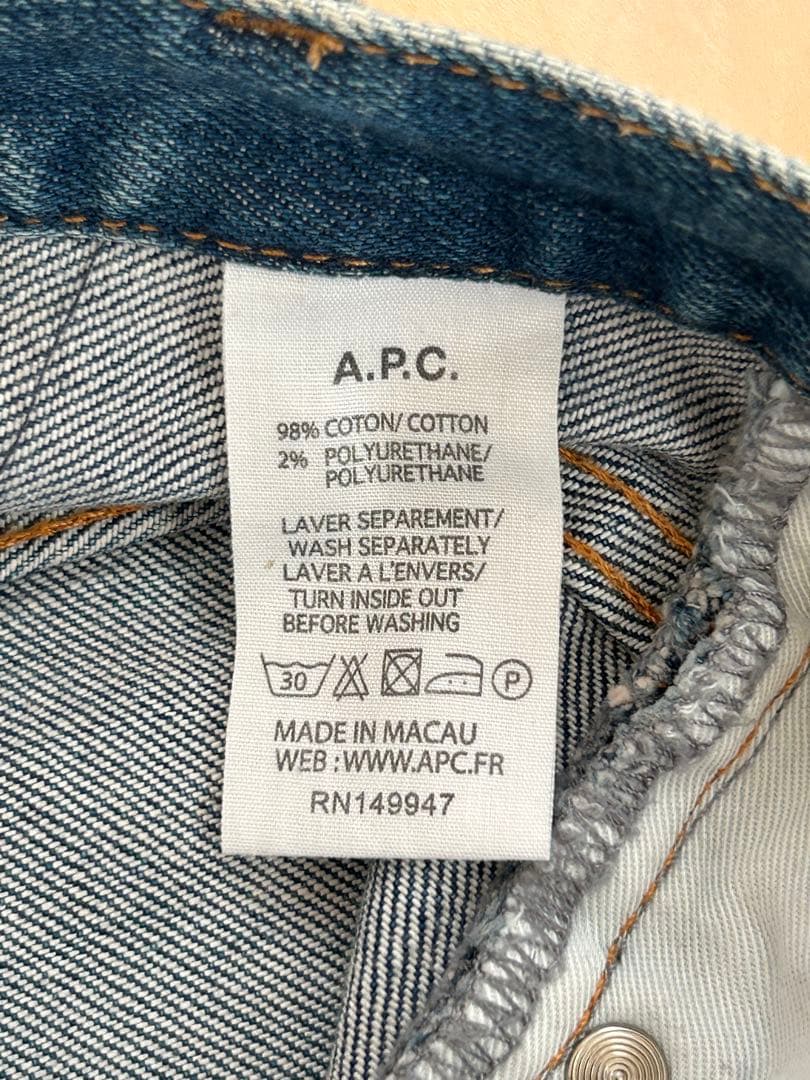 A.P.C.
98% COTON/ COTTON
2% POLYURETHANE/
POLYURETHANE
LAVER SEPAREMENT/
WASH SEPARATELY
LAVER A L'ENVERS/
TURN INSIDE OUT
BEFORE WASHING
30 P
MADE IN MACAU
WEB :WWW.APC.FR
RN149947